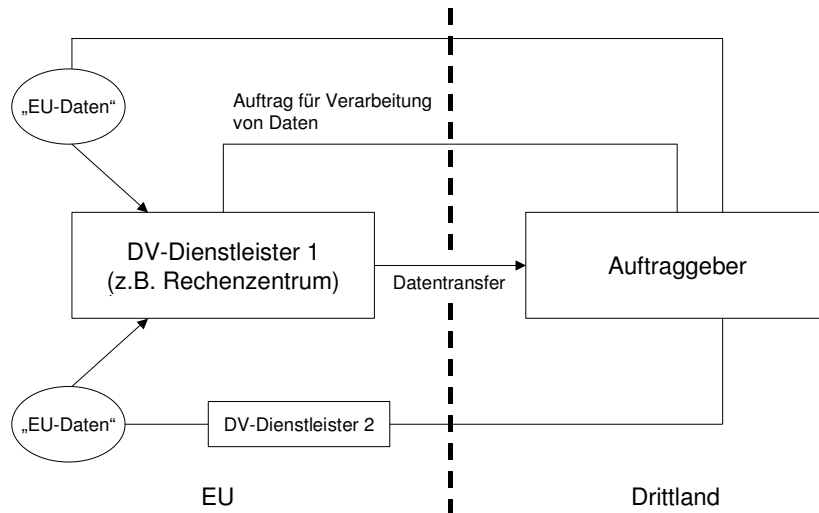 „EU-Daten“
Auftrag für Verarbeitung
von Daten
DV-Dienstleister 1
(z.B. Rechenzentrum)
Datentransfer
Auftraggeber
„EU-Daten“
DV-Dienstleister 2
EU
Drittland